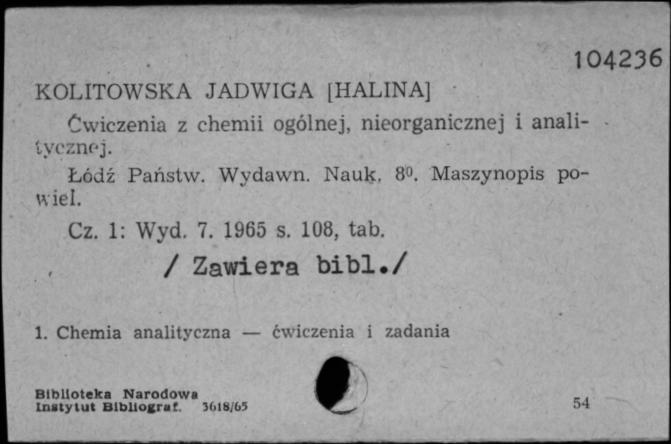 104236
KOLITOWSKA JADWIGA [HALINA]
Ćwiczenia z chemii ogólnej, nieorganicznej i anali-
tycznej.
Łódź Państw. Wydawn. Nauk. 8⁰. Maszynopis po-
wiel.
Cz. 1: Wyd. 7. 1965 s. 108, tab.
/ Zawiera bibl./
1. Chemia analityczna — ćwiczenia i zadania
Biblioteka Narodowa
Instytut Bibliograf. 3618/65
54